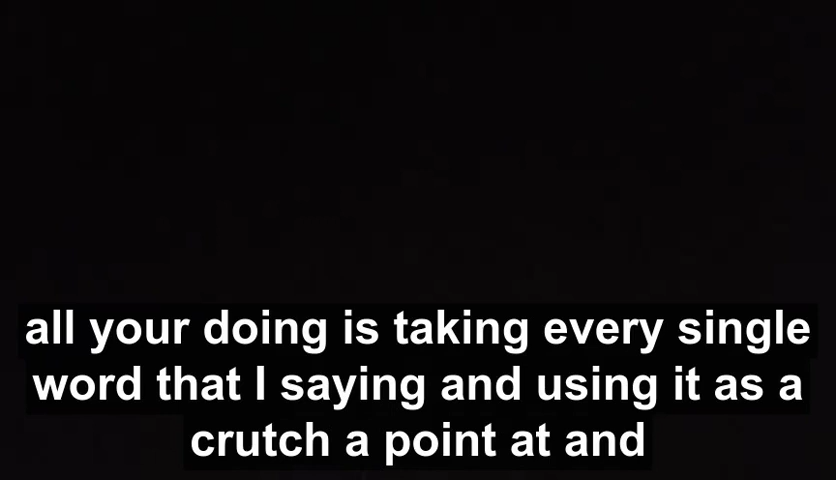 all your doing is taking every single
word that I saying and using it as a
crutch a point at and